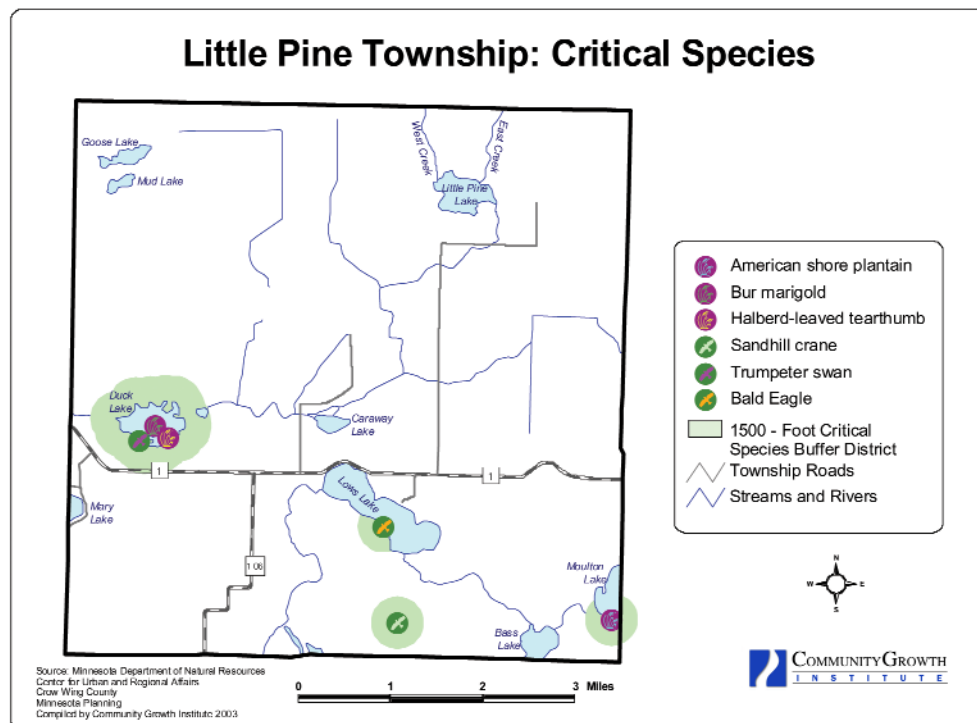 Little Pine Township: Critical Species
Goose Lake
Mud Lake
West Creek
East Creek
Little Pine
Lake
Duck
Lake
Caraway
Lake
1
1
Mary
Lake
Lows Lake
106
Moulton
Lake
Bass
Lake
American shore plantain
Bur marigold
Halberd-leaved tearthumb
Sandhill crane
Trumpeter swan
Bald Eagle
1500 - Foot Critical
Species Buffer District
Township Roads
Streams and Rivers
N
W
E
S
Source: Minnesota Department of Natural Resources
Center for Urban and Regional Affairs
Crow Wing County
Minnesota Planning
Compiled by Community Growth Institute 2003
0 1 2 3 Miles
COMMUNITYGROWTH
INSTITUTE